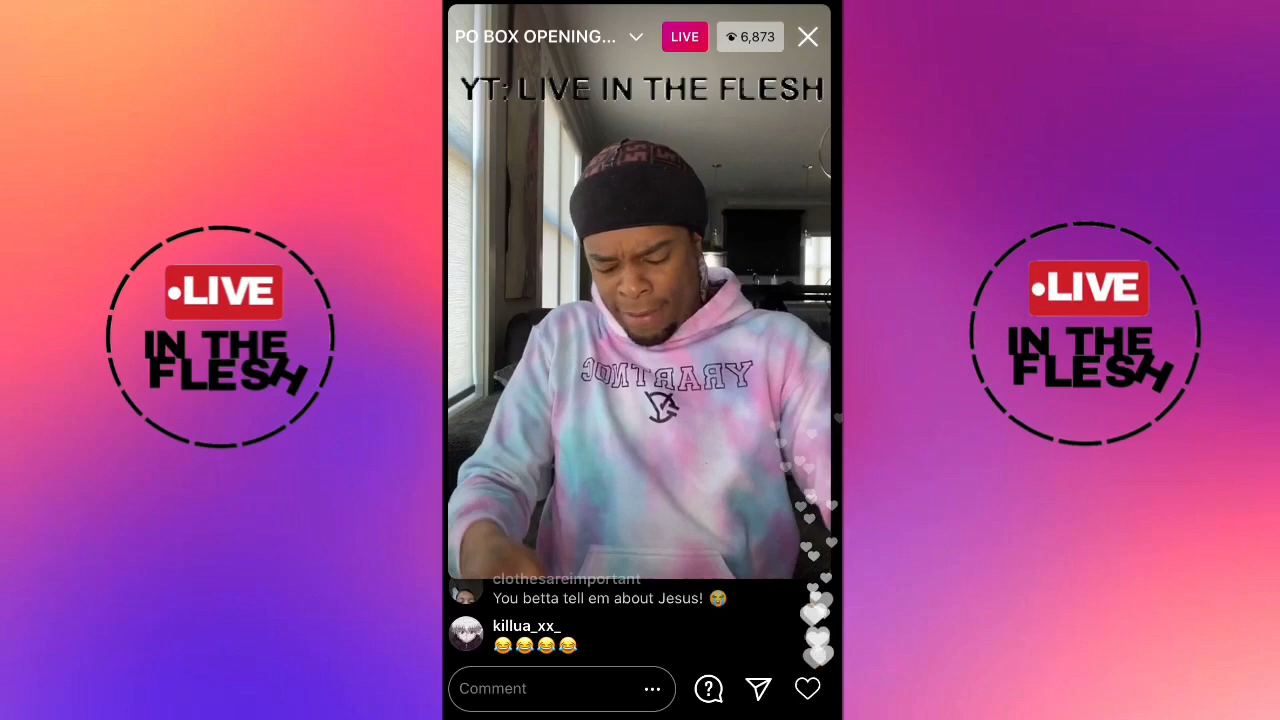 PO BOX OPENING...
LIVE
6,873
YT: LIVE IN THE FLESH
•LIVE
IN THE
FLESH
•LIVE
IN THE
FLESH
CONTRARY
clothesareimportant
You betta tell em about Jesus! 😭
killua_xx_
😂😂😂😂
Comment